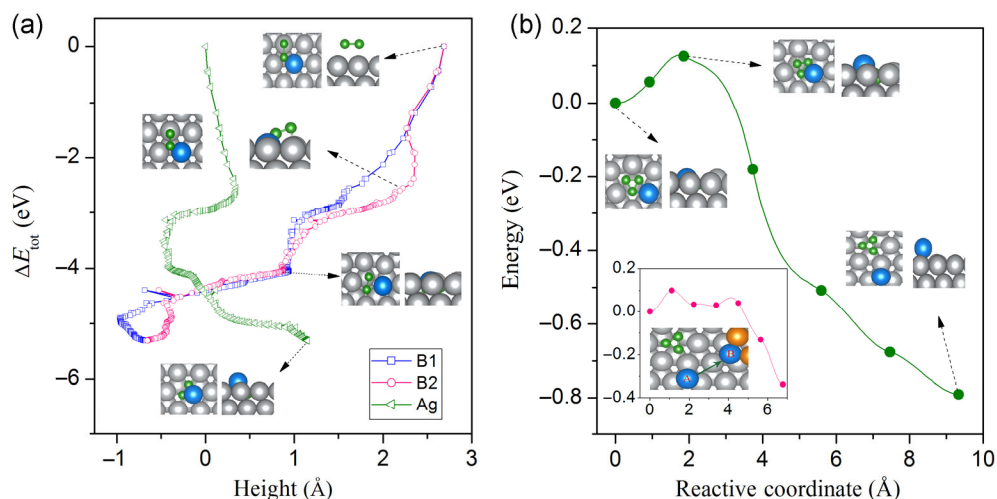 (a)
ΔE_tot (eV)
0
−2
−4
−6
−1
0
1
2
3
Height (Å)
B1
B2
Ag
(b)
Energy (eV)
0.2
0.0
−0.2
−0.4
−0.6
−0.8
0
2
4
6
8
10
Reactive coordinate (Å)
0.2
0.0
−0.2
−0.4
0
2
4
6
A
B